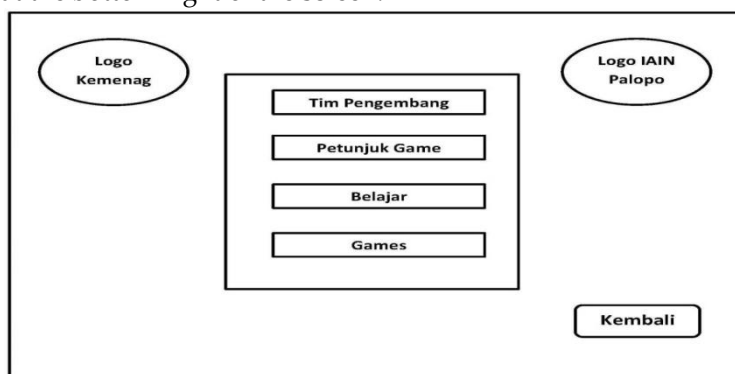 Logo
Kemenag
Logo IAIN
Palopo
Tim Pengembang
Petunjuk Game
Belajar
Games
Kembali